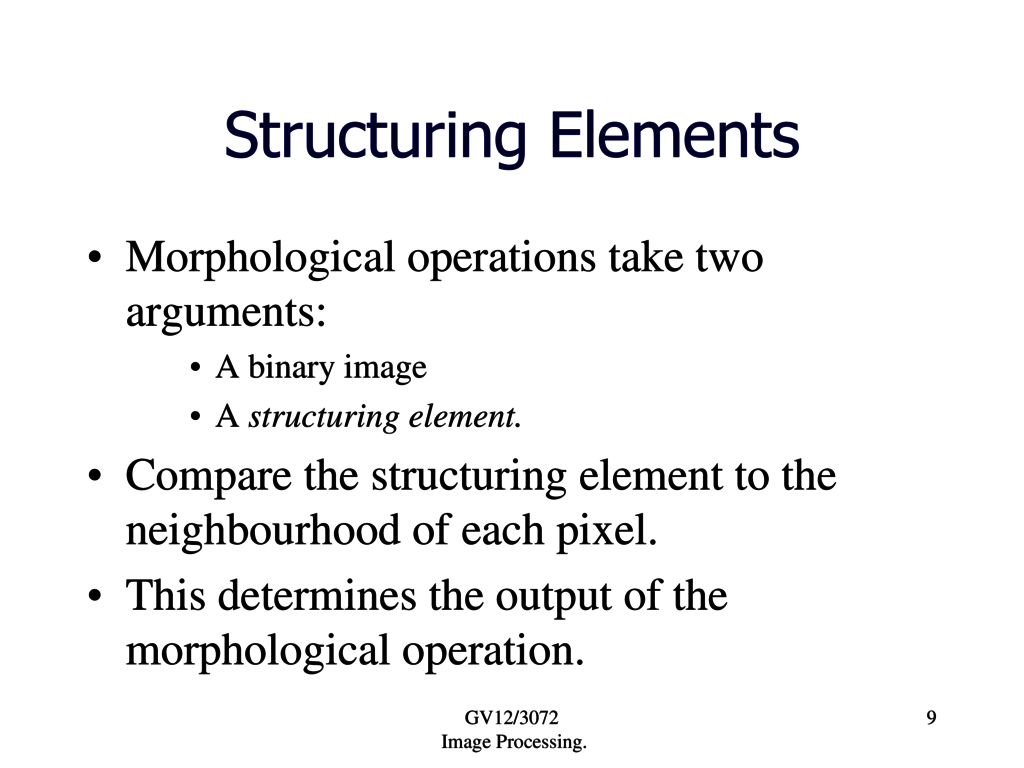 Structuring Elements
• Morphological operations take two
arguments:
• A binary image
• A structuring element.
• Compare the structuring element to the
neighbourhood of each pixel.
• This determines the output of the
morphological operation.
GV12/3072
Image Processing.
9